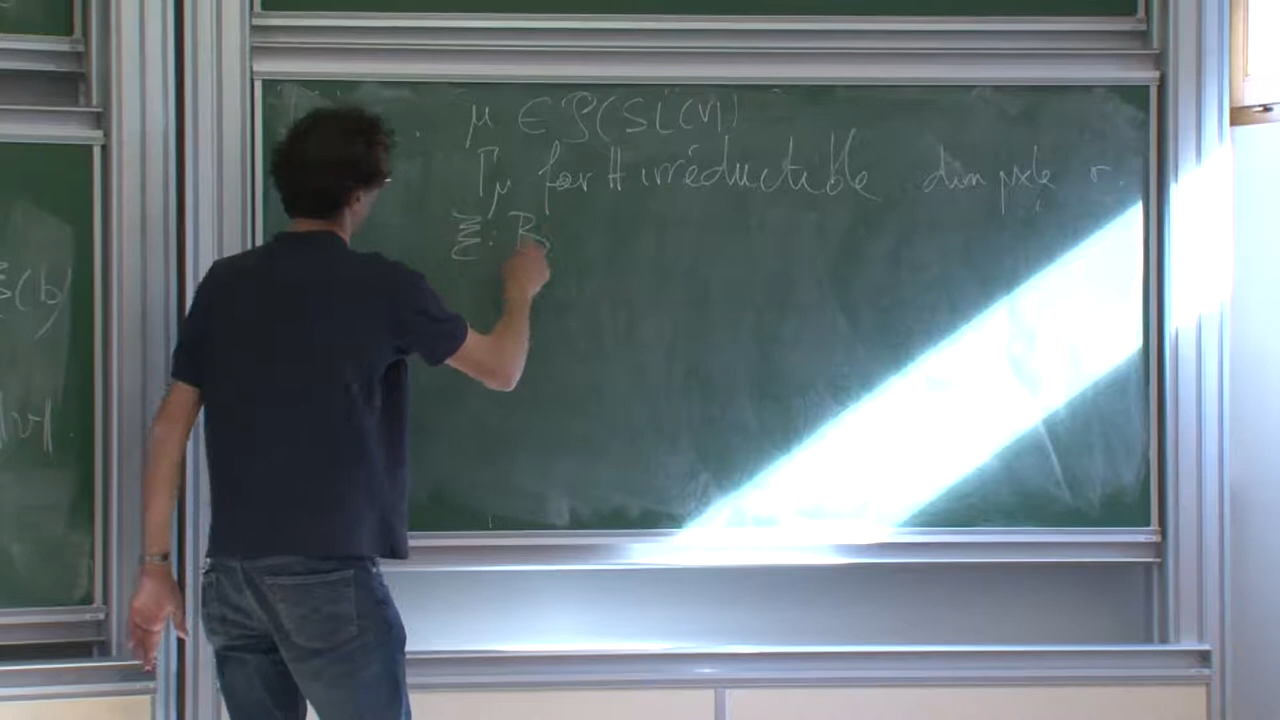 ξ(b)
μ ∈ P(SL(V))
Γμ fort irréductible dim pxle r.
Ξ: B